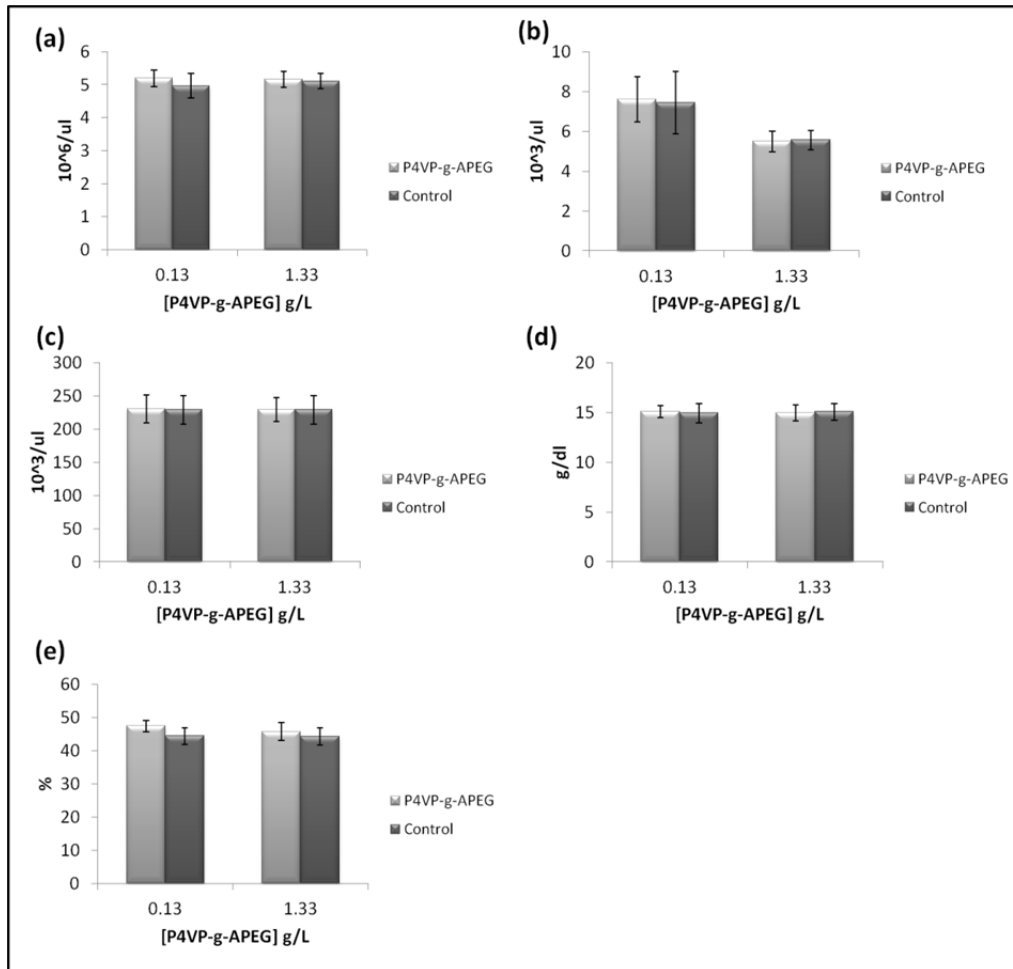 (a)
6
5
4
3
2
1
0
10^6/ul
0.13 1.33
[P4VP-g-APEG] g/L
P4VP-g-APEG
Control
(b)
10
8
6
4
2
0
10^3/ul
0.13 1.33
[P4VP-g-APEG] g/L
P4VP-g-APEG
Control
(c)
300
250
200
150
100
50
0
10^3/ul
0.13 1.33
[P4VP-g-APEG] g/L
P4VP-g-APEG
Control
(d)
20
15
10
5
0
g/dl
0.13 1.33
[P4VP-g-APEG] g/L
P4VP-g-APEG
Control
(e)
60
50
40
30
20
10
0
%
0.13 1.33
[P4VP-g-APEG] g/L
P4VP-g-APEG
Control